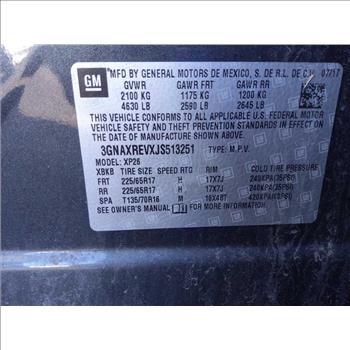 GM
MFD BY GENERAL MOTORS DE MEXICO, S. DE R.L. DE C.V. 07/17
GVWR GAWR FRT GAWR RR
2100 KG 1175 KG 1200 KG
4630 LB 2590 LB 2645 LB
THIS VEHICLE CONFORMS TO ALL APPLICABLE U.S. FEDERAL
MOTOR VEHICLE SAFETY AND THEFT PREVENTION STANDARDS
IN EFFECT ON THE DATE OF MANUFACTURE SHOWN ABOVE.
3GNAXREVXJS513251 TYPE: M.P.V.
MODEL: XP26
XBKB TIRE SIZE SPEED RTG RIM COLD TIRE PRESSURE
FRT 225/65R17 H 17X7J 240KPA(35PSI)
RR 225/65R17 H 17X7J 240KPA(35PSI)
SPA T135/70R16 M 16X4BT 420KPA(60PSI)
SEE OWNER'S MANUAL FOR MORE INFORMATION.